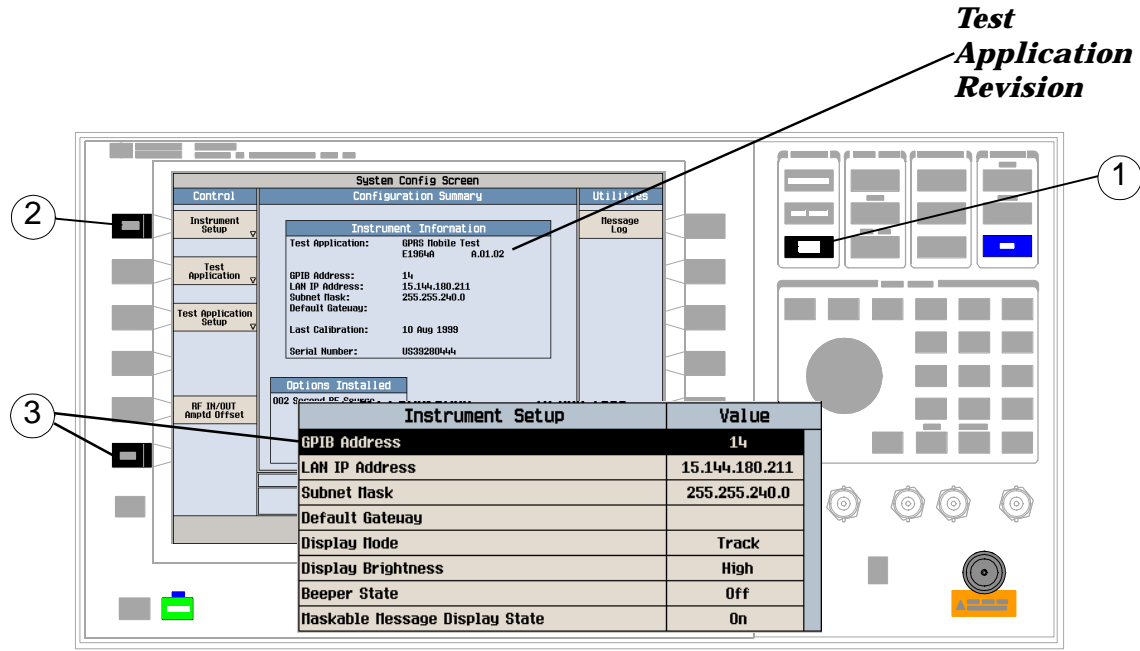 Test
Application
Revision
1
2
3
System Config Screen
Control
Configuration Summary
Utilities
Instrument
Setup
Test
Application
Test Application
Setup
RF IN/OUT
Amptd Offset
Instrument Information
Test Application: GPRS Mobile Test
E1964A A.01.02
GPIB Address: 14
LAN IP Address: 15.144.180.211
Subnet Mask: 255.255.240.0
Default Gateway:
Last Calibration: 10 Aug 1999
Serial Number: US39280444
Message
Log
Options Installed
002 Second RF Source
Instrument Setup Value
GPIB Address 14
LAN IP Address 15.144.180.211
Subnet Mask 255.255.240.0
Default Gateway
Display Mode Track
Display Brightness High
Beeper State Off
Maskable Message Display State On